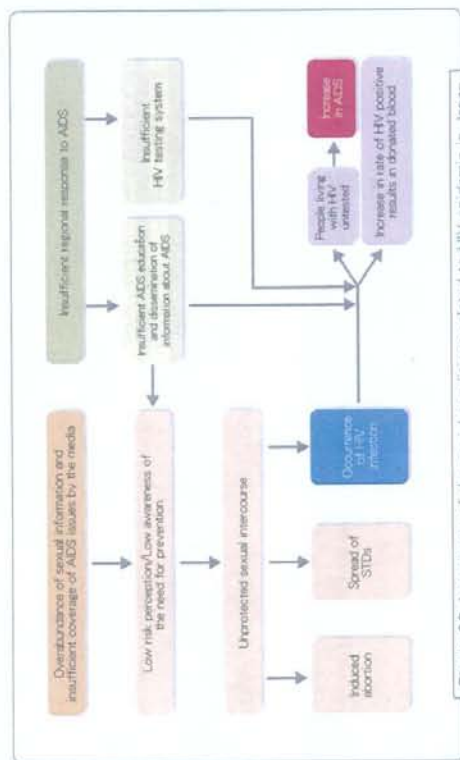 Overabundance of sexual information and
insufficient coverage of AIDS issues by the media
Insufficient regional response to AIDS
Low risk perception/Low awareness of
the need for prevention
Insufficient AIDS education
and dissemination of
information about AIDS
Insufficient
HIV testing system
Unprotected sexual intercourse
Induced
abortion
Spread of
STDs
Occurrence
of HIV
infection
People living
with HIV
untested
Increase
in AIDS
Increase in rate of HIV positive
results in donated blood